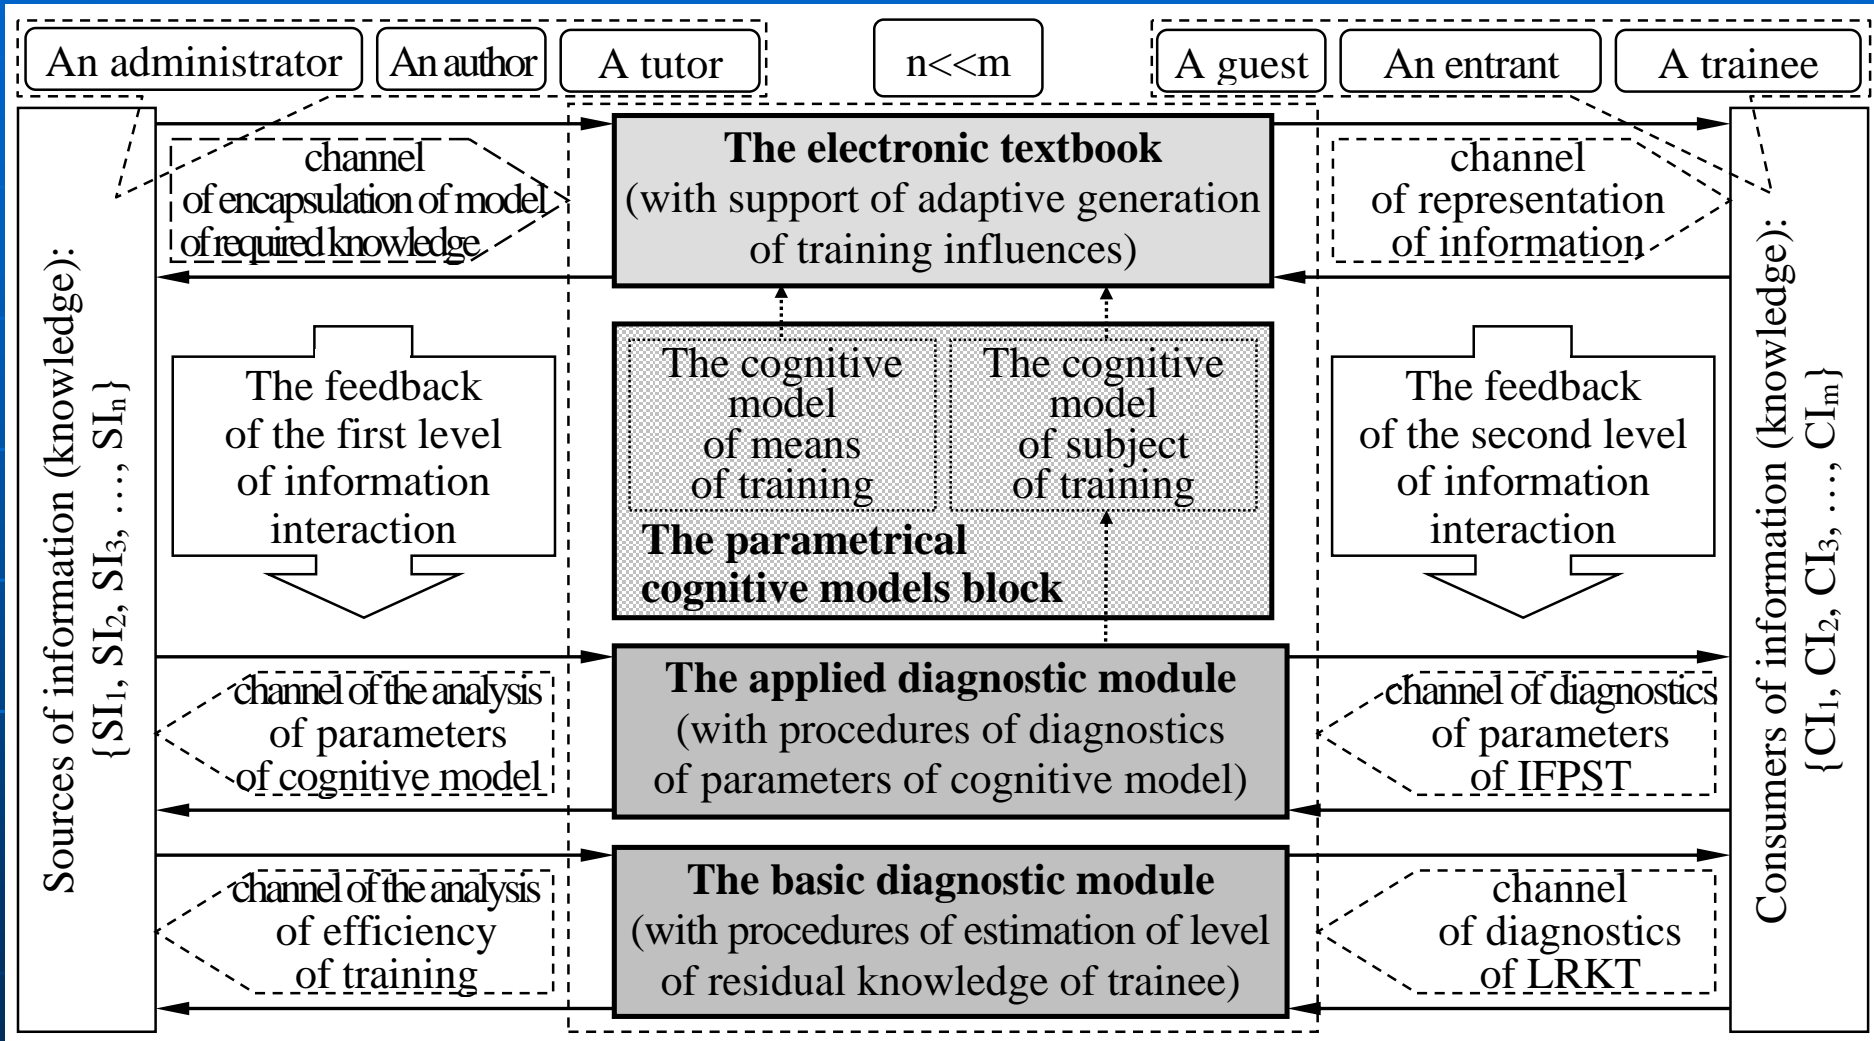 An administrator
An author
A tutor
n<<m
A guest
An entrant
A trainee
Sources of information (knowledge):
{SI₁, SI₂, SI₃, …, SIₙ}
channel
of encapsulation of model
of required knowledge
The electronic textbook
(with support of adaptive generation
of training influences)
channel
of representation
of information
Consumers of information (knowledge):
{CI₁, CI₂, CI₃, …, CIₘ}
The feedback
of the first level
of information
interaction
The cognitive
model
of means
of training
The cognitive
model
of subject
of training
The parametrical
cognitive models block
The feedback
of the second level
of information
interaction
channel of the analysis
of parameters
of cognitive model
The applied diagnostic module
(with procedures of diagnostics
of parameters of cognitive model)
channel of diagnostics
of parameters
of IFPST
channel of the analysis
of efficiency
of training
The basic diagnostic module
(with procedures of estimation of level
of residual knowledge of trainee)
channel
of diagnostics
of LRKT